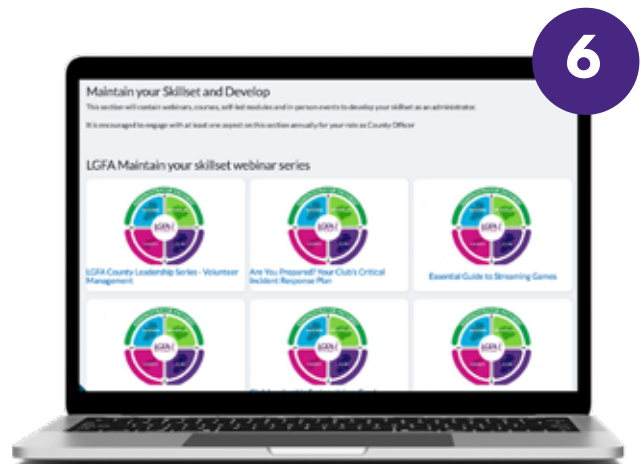 6
Maintain your Skillset and Develop
This section will contain webinars, courses, self-led modules and in-person events to develop your skillset as an administrator.
It is encouraged to engage with at least one aspect on this section annually for your role as County Officer
LGFA Maintain your skillset webinar series
LGFA County Leadership Series - Volunteer
Management
Are You Prepared? Your Club's Critical
Incident Response Plan
Essential Guide to Streaming Games